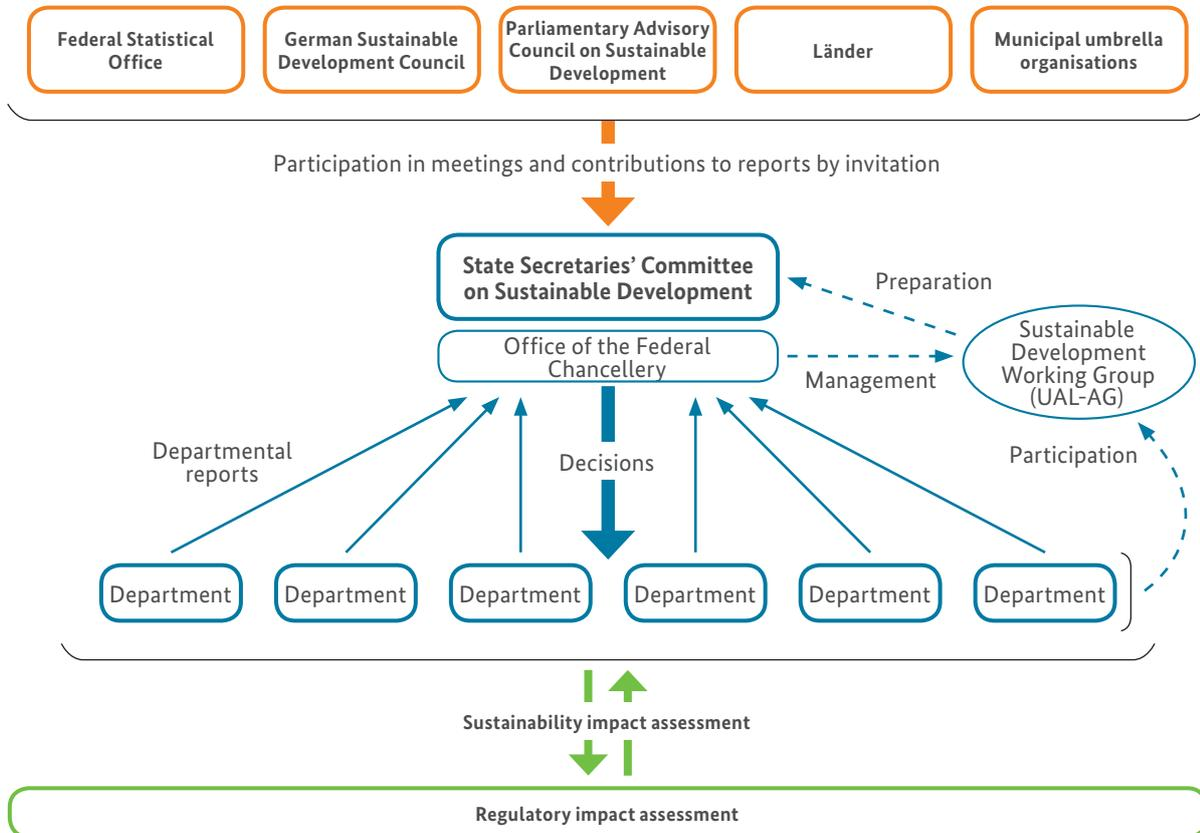 Federal Statistical
Office
German Sustainable
Development Council
Parliamentary Advisory
Council on Sustainable
Development
Länder
Municipal umbrella
organisations
Participation in meetings and contributions to reports by invitation
State Secretaries’ Committee
on Sustainable Development
Preparation
Office of the Federal
Chancellery
Management
Sustainable
Development
Working Group
(UAL-AG)
Departmental
reports
Decisions
Participation
Department
Department
Department
Department
Department
Department
Sustainability impact assessment
Regulatory impact assessment